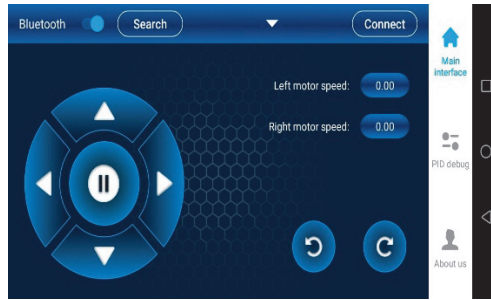 Bluetooth
Search
Connect
Left motor speed: 0.00
Right motor speed: 0.00
Main
interface
PID debug
About us